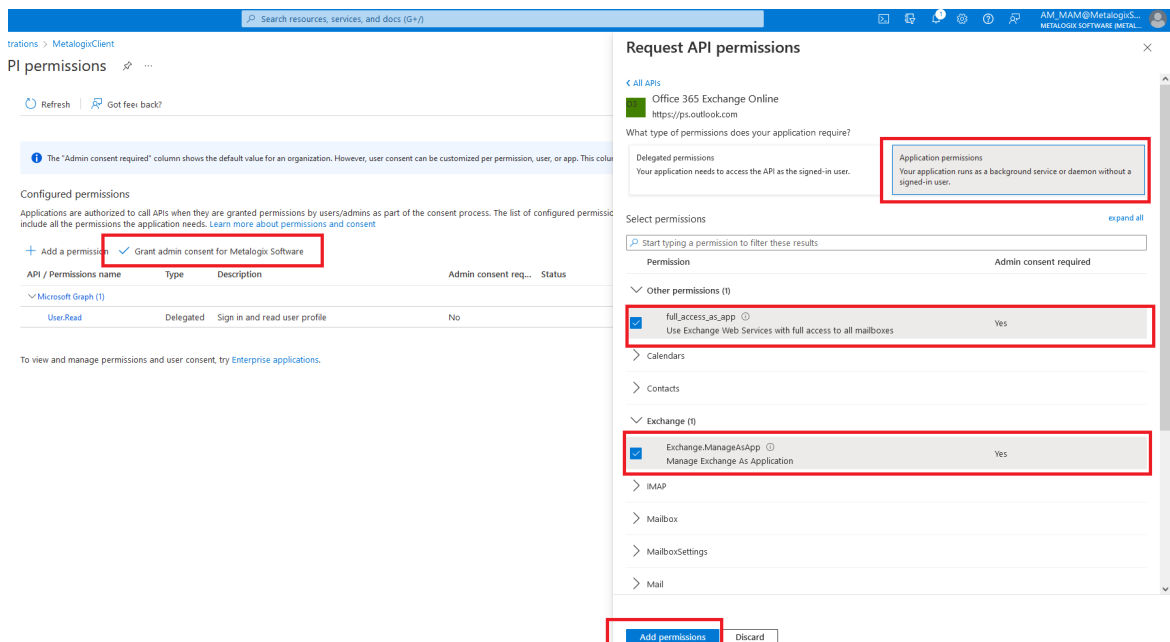 Search resources, services, and docs (G+/)
1
AM_MAM@MetalogixS...
METALOGIX SOFTWARE (METAL...
trations > MetalogixClient
PI permissions
...
Refresh
Got feedback?
The "Admin consent required" column shows the default value for an organization. However, user consent can be customized per permission, user, or app. This colu
Configured permissions
Applications are authorized to call APIs when they are granted permissions by users/admins as part of the consent process. The list of configured permissio
include all the permissions the application needs. Learn more about permissions and consent
Add a permission
Grant admin consent for Metalogix Software
API / Permissions name Type Description Admin consent req... Status
Microsoft Graph (1)
User.Read Delegated Sign in and read user profile No
To view and manage permissions and user consent, try Enterprise applications.
Request API permissions
All APIs
Office 365 Exchange Online
https://ps.outlook.com
What type of permissions does your application require?
Delegated permissions
Your application needs to access the API as the signed-in user.
Application permissions
Your application runs as a background service or daemon without a
signed-in user.
Select permissions
expand all
Start typing a permission to filter these results
Permission Admin consent required
Other permissions (1)
full_access_as_app
Use Exchange Web Services with full access to all mailboxes
Yes
Calendars
Contacts
Exchange (1)
Exchange.ManageAsApp
Manage Exchange As Application
Yes
IMAP
Mailbox
MailboxSettings
Mail
Add permissions
Discard